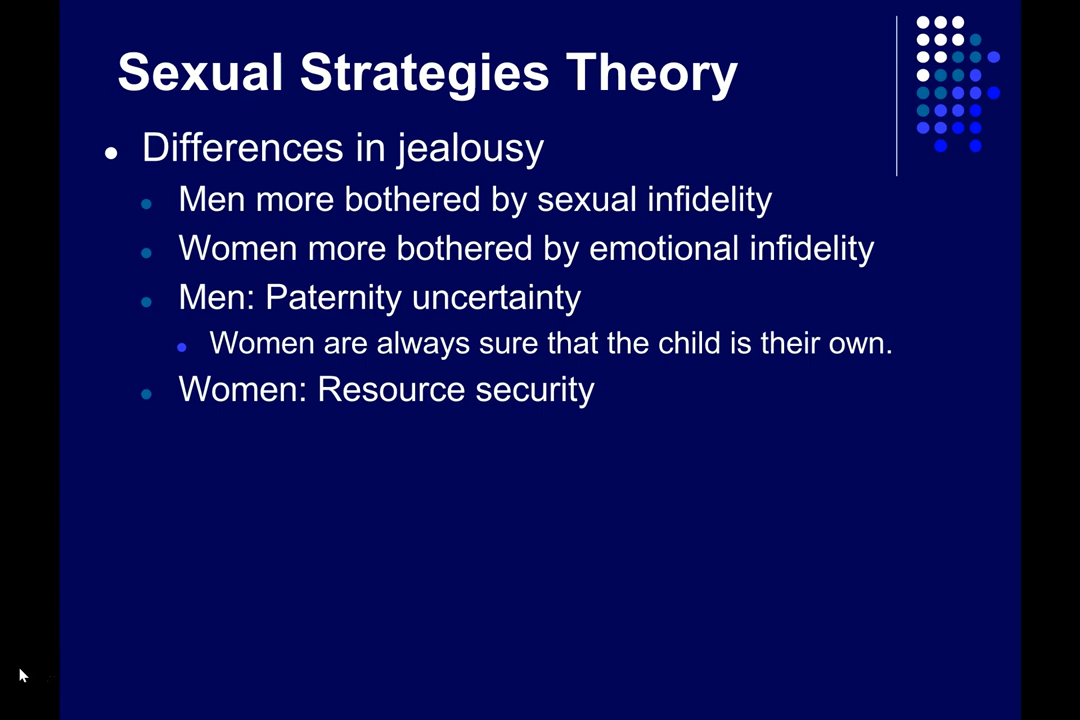 Sexual Strategies Theory
Differences in jealousy
Men more bothered by sexual infidelity
Women more bothered by emotional infidelity
Men: Paternity uncertainty
Women are always sure that the child is their own.
Women: Resource security